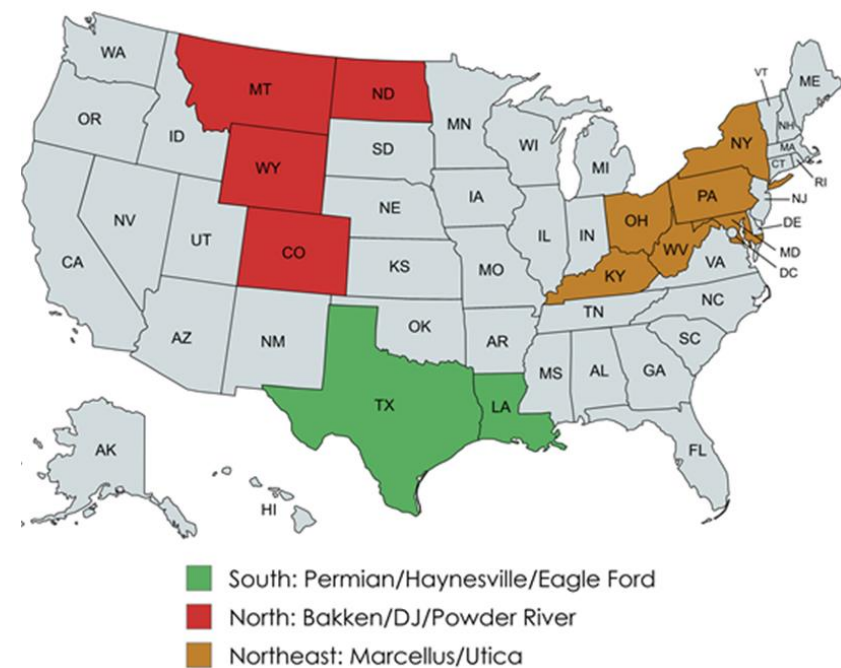 WA
MT
ND
MN
VT
ME
OR
ID
SD
WI
MI
NY
NH
MA
CT
RI
WY
NV
UT
NE
IA
IL
IN
OH
PA
NJ
DE
MD
DC
CA
CO
KS
MO
KY
WV
VA
AZ
NM
OK
AR
TN
NC
SC
TX
LA
MS
AL
GA
FL
AK
HI
South: Permian/Haynesville/Eagle Ford
North: Bakken/DJ/Powder River
Northeast: Marcellus/Utica